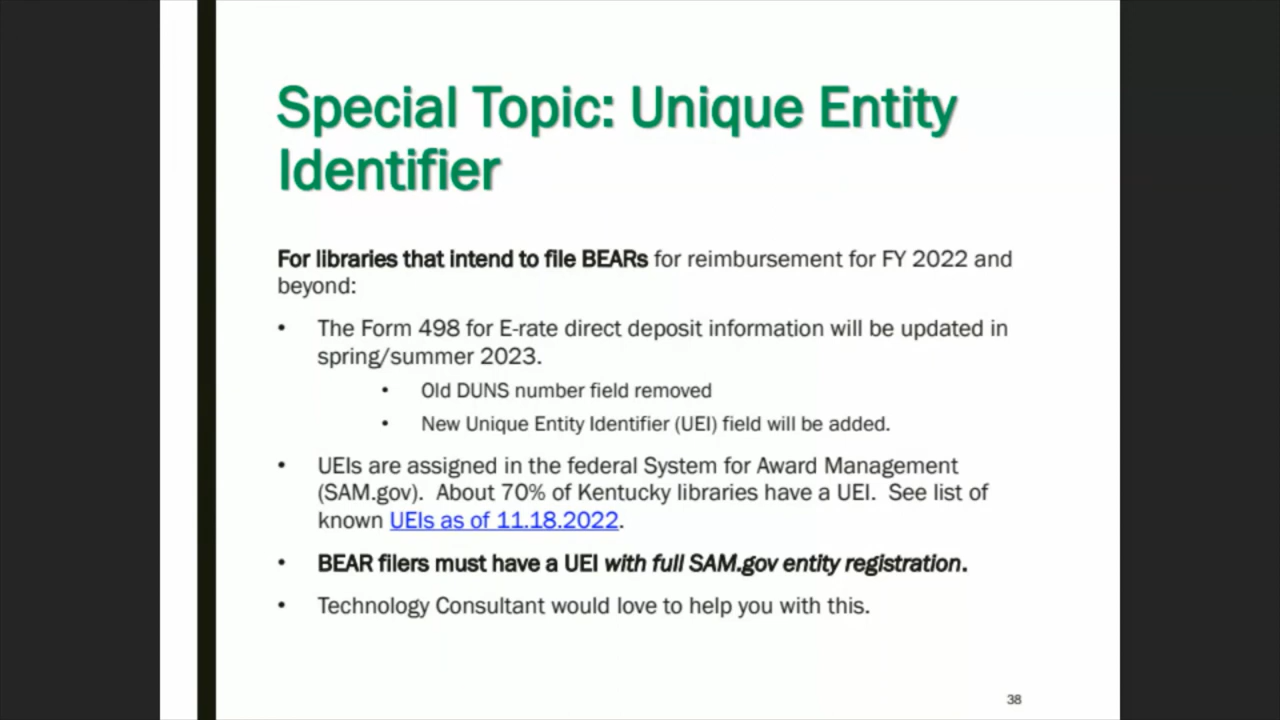 Special Topic: Unique Entity
Identifier
For libraries that intend to file BEARs for reimbursement for FY 2022 and
beyond:
• The Form 498 for E-rate direct deposit information will be updated in
spring/summer 2023.
• Old DUNS number field removed
• New Unique Entity Identifier (UEI) field will be added.
• UEIs are assigned in the federal System for Award Management
(SAM.gov).  About 70% of Kentucky libraries have a UEI.  See list of
known UEIs as of 11.18.2022.
• BEAR filers must have a UEI with full SAM.gov entity registration.
• Technology Consultant would love to help you with this.
38